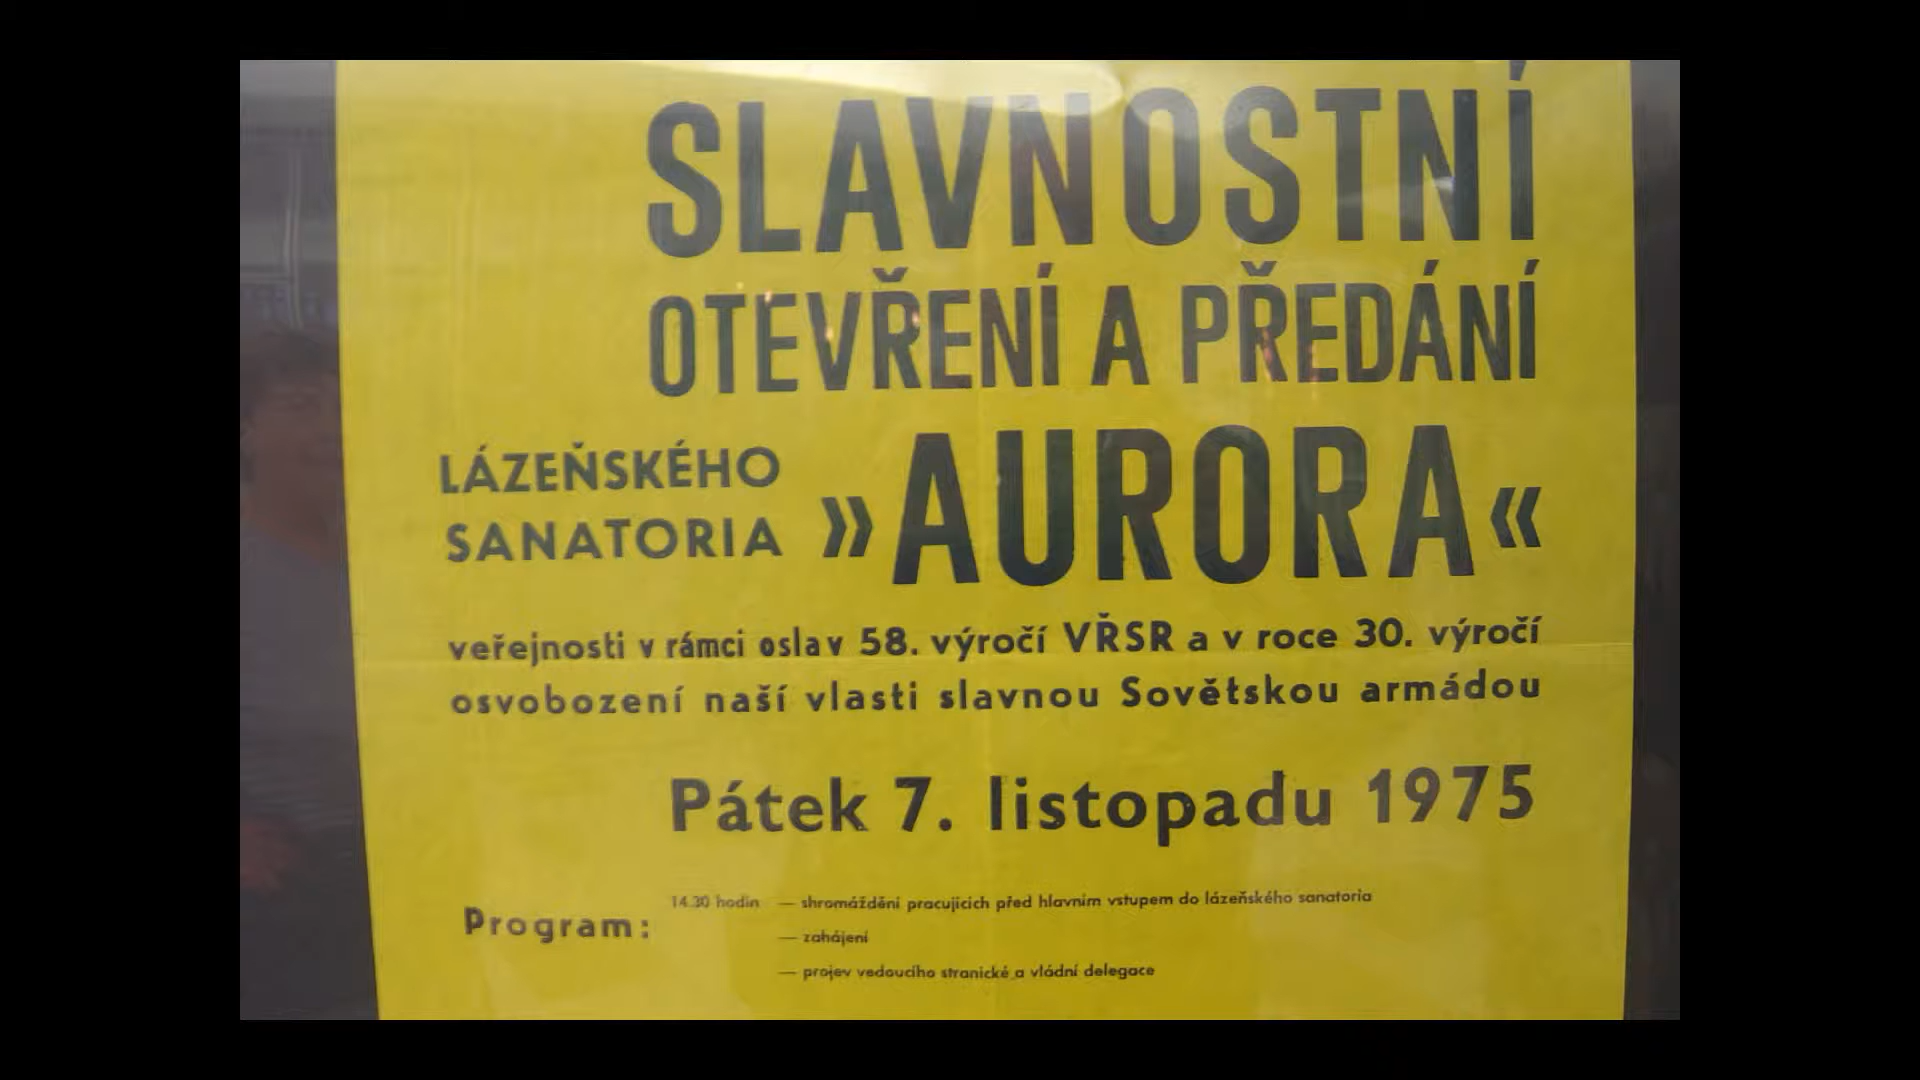 SLAVNOSTNÍ
OTEVŘENÍ A PŘEDÁNÍ
LÁZEŇSKÉHO
SANATORIA »AURORA«
veřejnosti v rámci oslav 58. výročí VŘSR a v roce 30. výročí
osvobození naší vlasti slavnou Sovětskou armádou
Pátek 7. listopadu 1975
Program: 14.30 hodin — shromáždění pracujících před hlavním vstupem do lázeňského sanatoria
— zahájení
— projev vedoucího stranické a vládní delegace